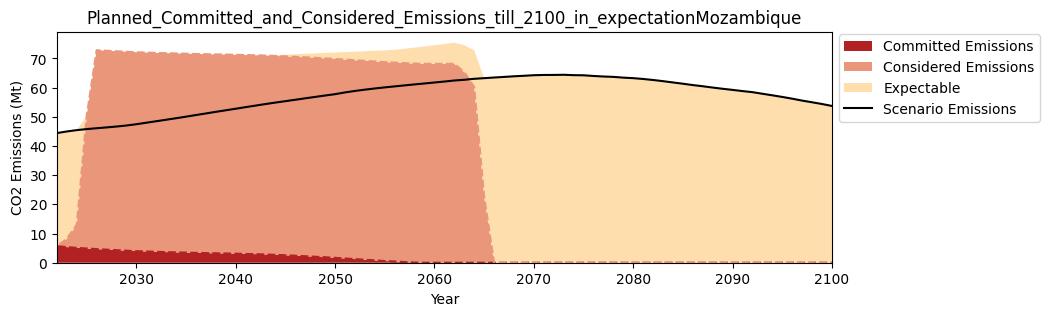 Planned_Committed_and_Considered_Emissions_till_2100_in_expectationMozambique
CO2 Emissions (Mt)
70
60
50
40
30
20
10
0
2030 2040 2050 2060 2070 2080 2090 2100
Year
Committed Emissions
Considered Emissions
Expectable
Scenario Emissions